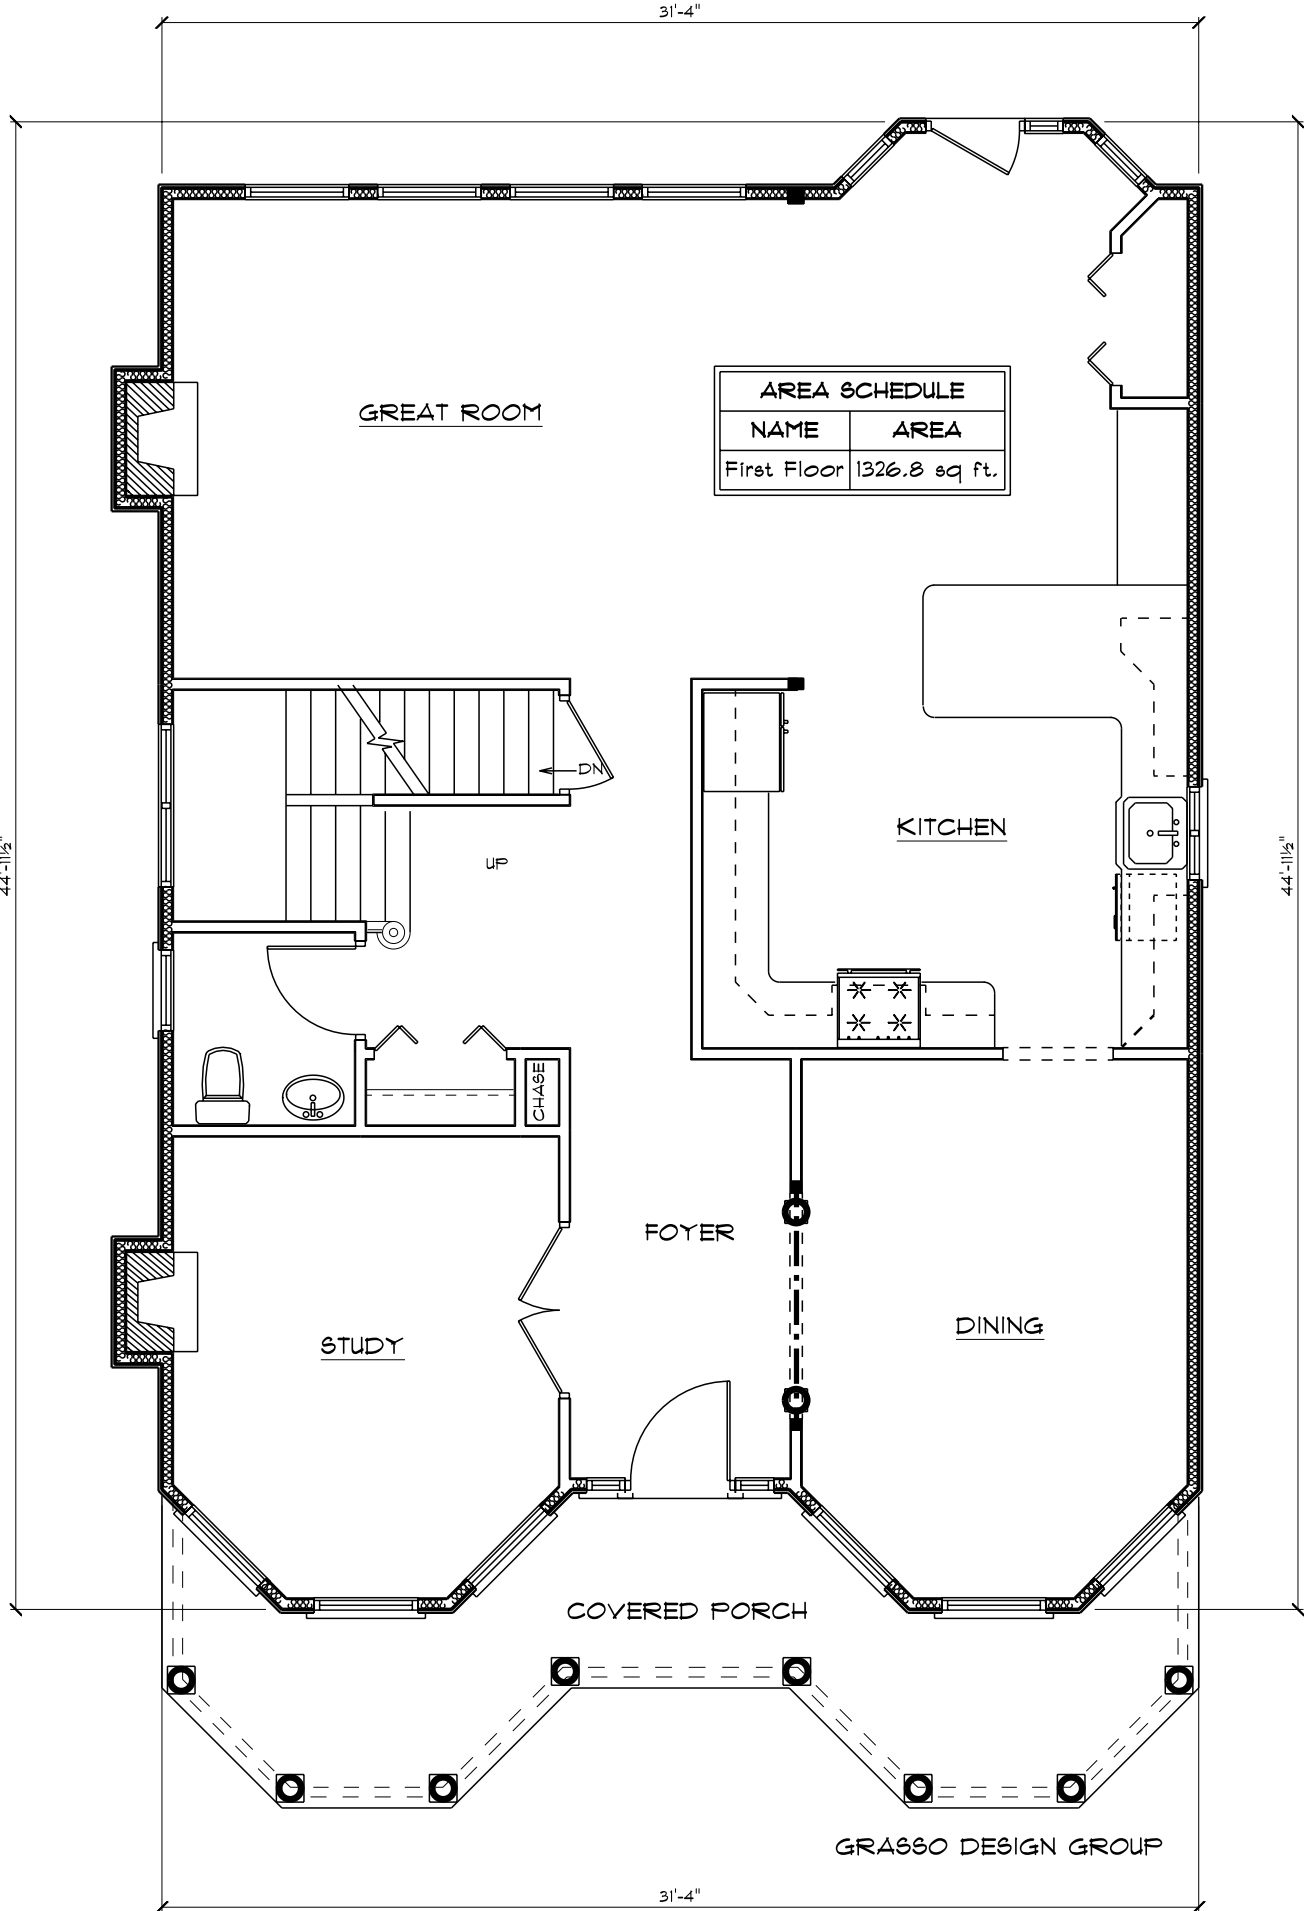 31'-4"
AREA SCHEDULE
NAME AREA
First Floor 1326.8 sq ft.
GREAT ROOM
DN
KITCHEN
UP
44'-11½"
44'-11½"
CHASE
FOYER
DINING
STUDY
COVERED PORCH
GRASSO DESIGN GROUP
31'-4"